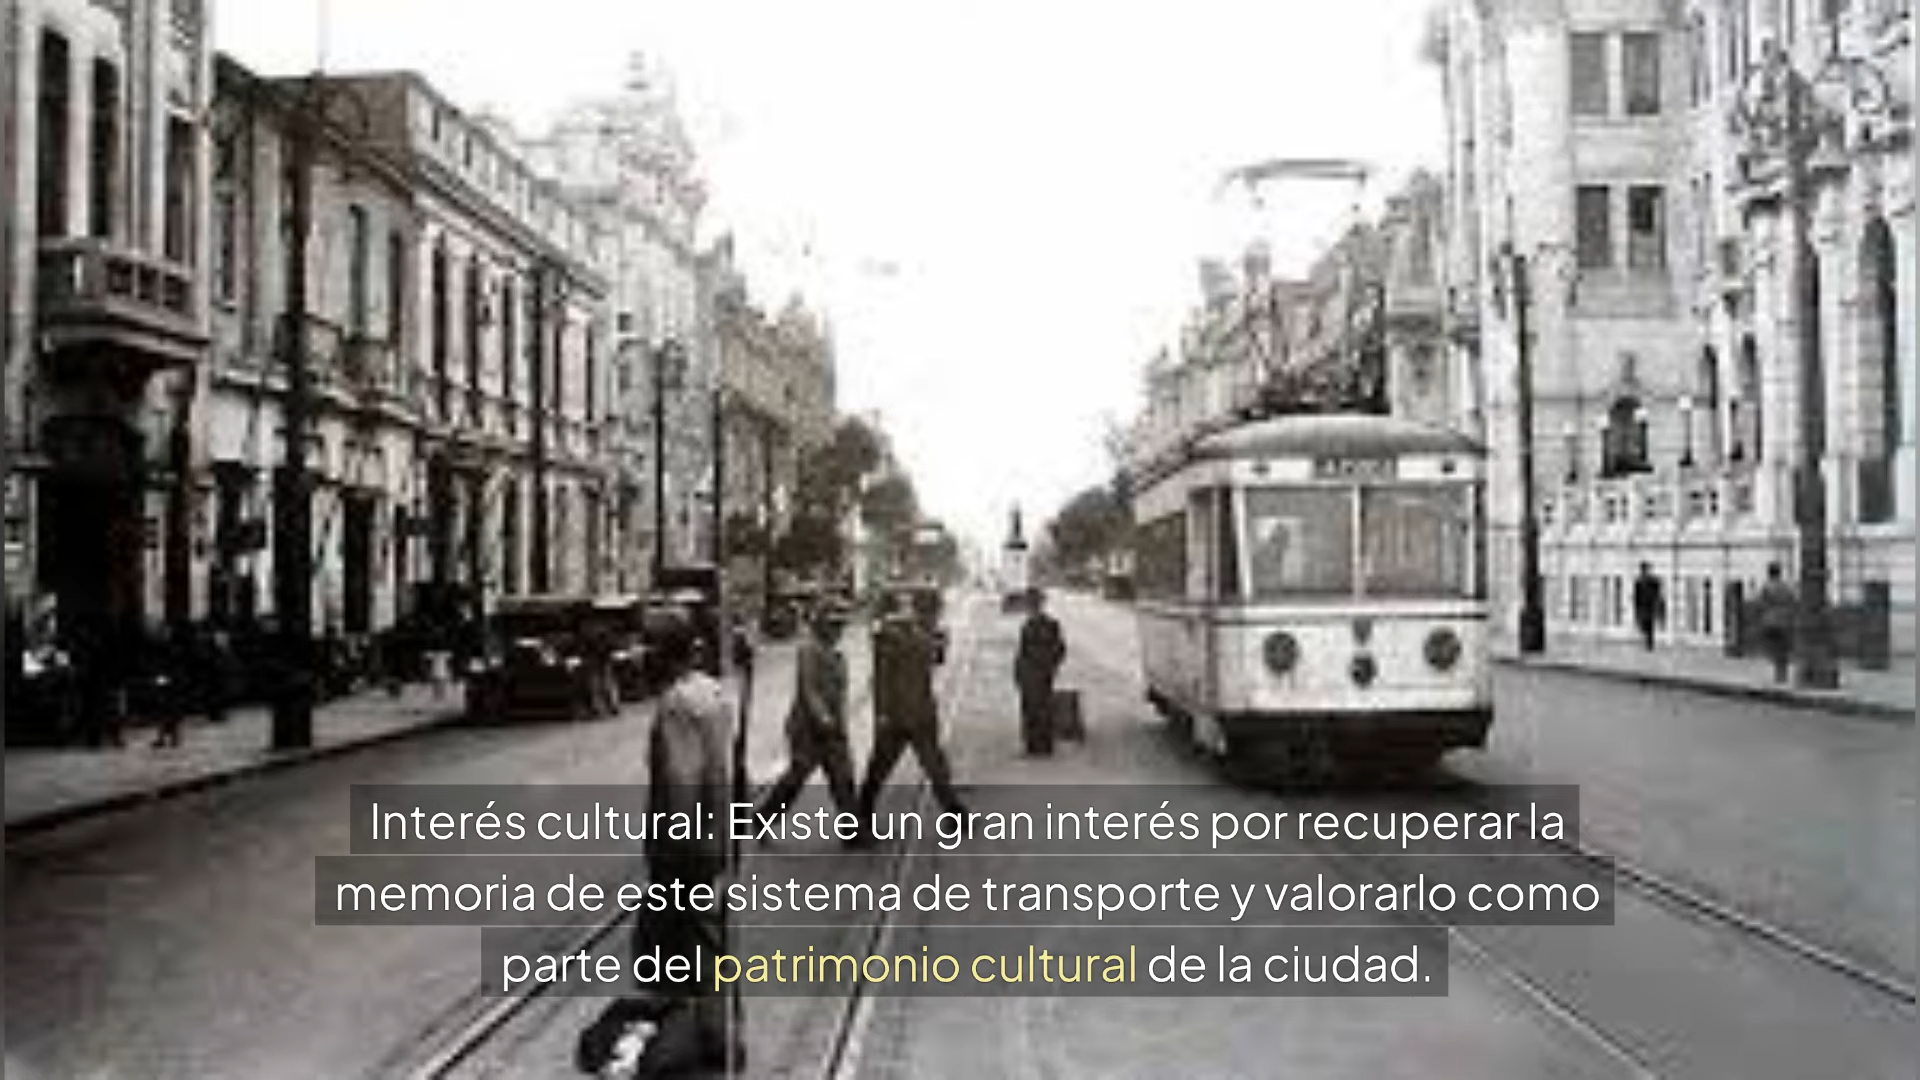 Interés cultural: Existe un gran interés por recuperar la
memoria de este sistema de transporte y valorarlo como
parte del patrimonio cultural de la ciudad.